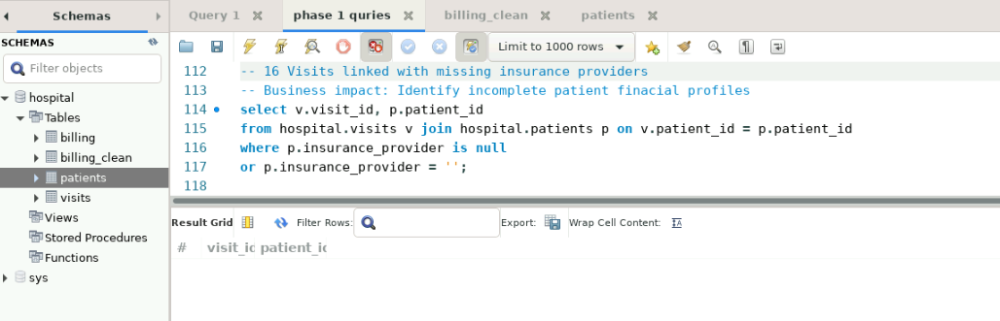 Schemas
Query 1
phase 1 quries
billing_clean
patients
SCHEMAS
Filter objects
hospital
Tables
billing
billing_clean
patients
visits
Views
Stored Procedures
Functions
sys
Limit to 1000 rows
112 -- 16 Visits linked with missing insurance providers
113 -- Business impact: Identify incomplete patient finacial profiles
114 select v.visit_id, p.patient_id
115 from hospital.visits v join hospital.patients p on v.patient_id = p.patient_id
116 where p.insurance_provider is null
117 or p.insurance_provider = '';
118
Result Grid Filter Rows: Export: Wrap Cell Content:
# visit_id patient_id